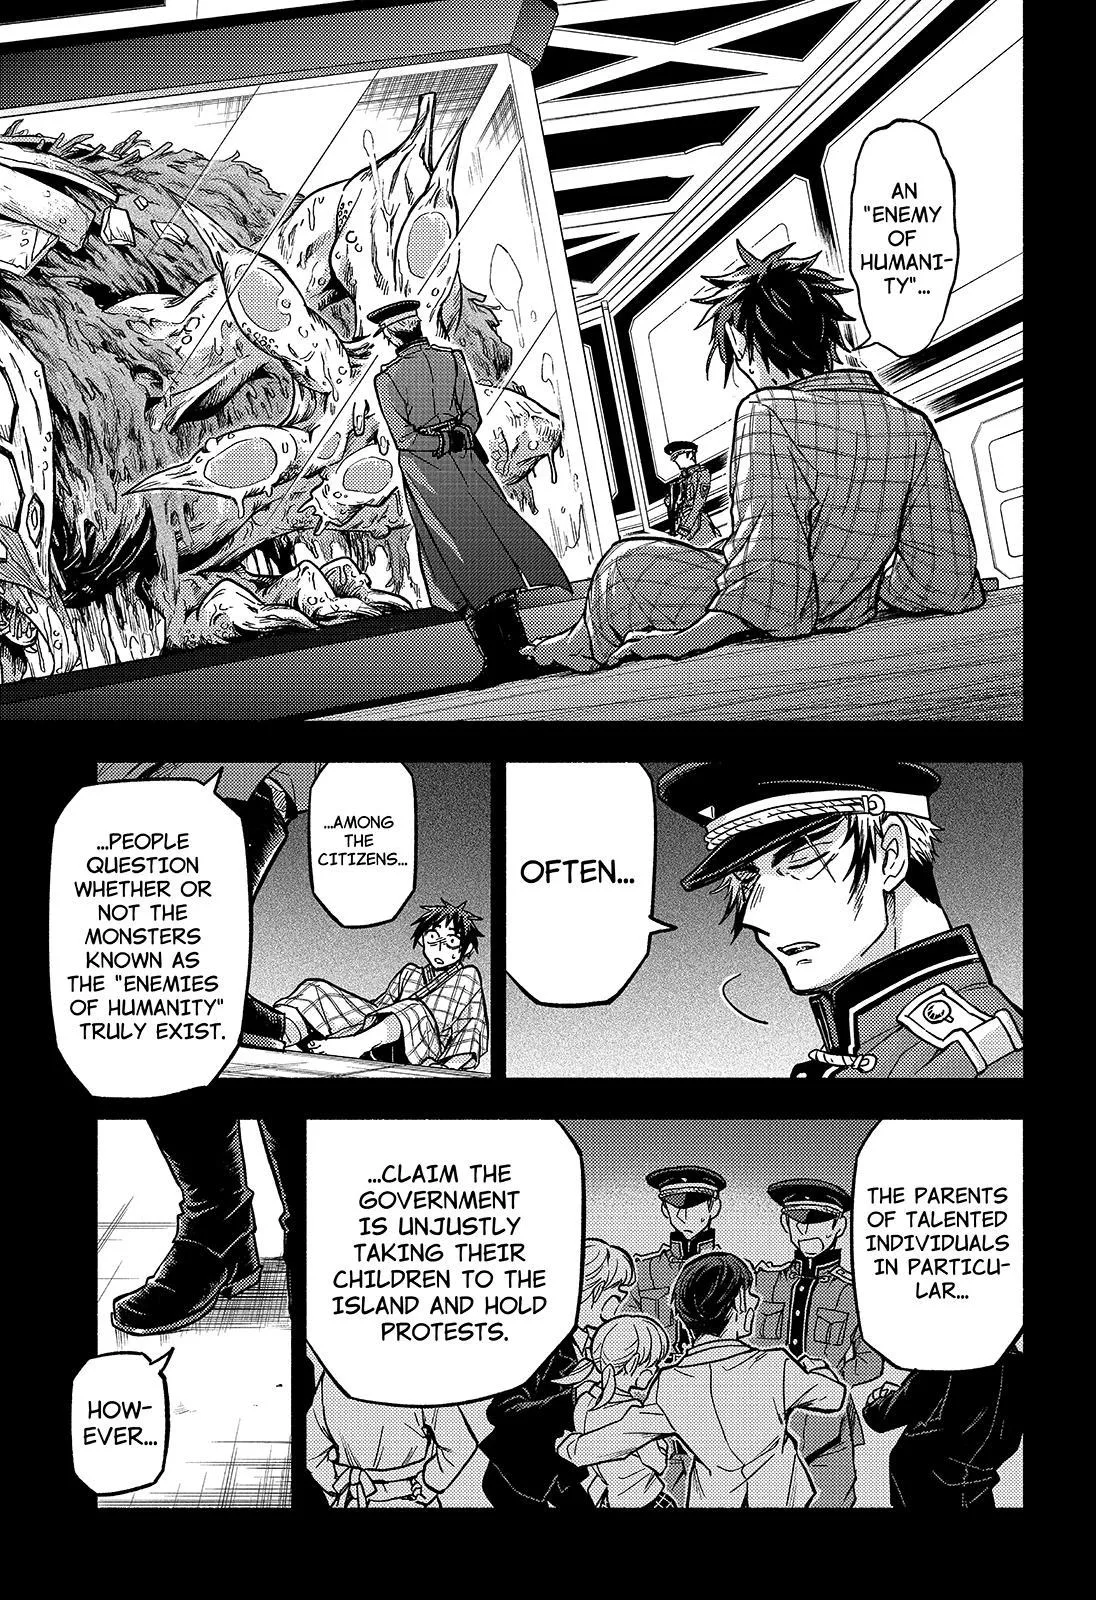 AN
"ENEMY
OF
HUMANI-
TY"...
OFTEN...
...AMONG
THE
CITIZENS...
...PEOPLE
QUESTION
WHETHER OR
NOT THE
MONSTERS
KNOWN AS
THE "ENEMIES
OF HUMANITY"
TRULY EXIST.
THE PARENTS
OF TALENTED
INDIVIDUALS
IN PARTICU-
LAR...
...CLAIM THE
GOVERNMENT
IS UNJUSTLY
TAKING THEIR
CHILDREN TO THE
ISLAND AND HOLD
PROTESTS.
HOW-
EVER...